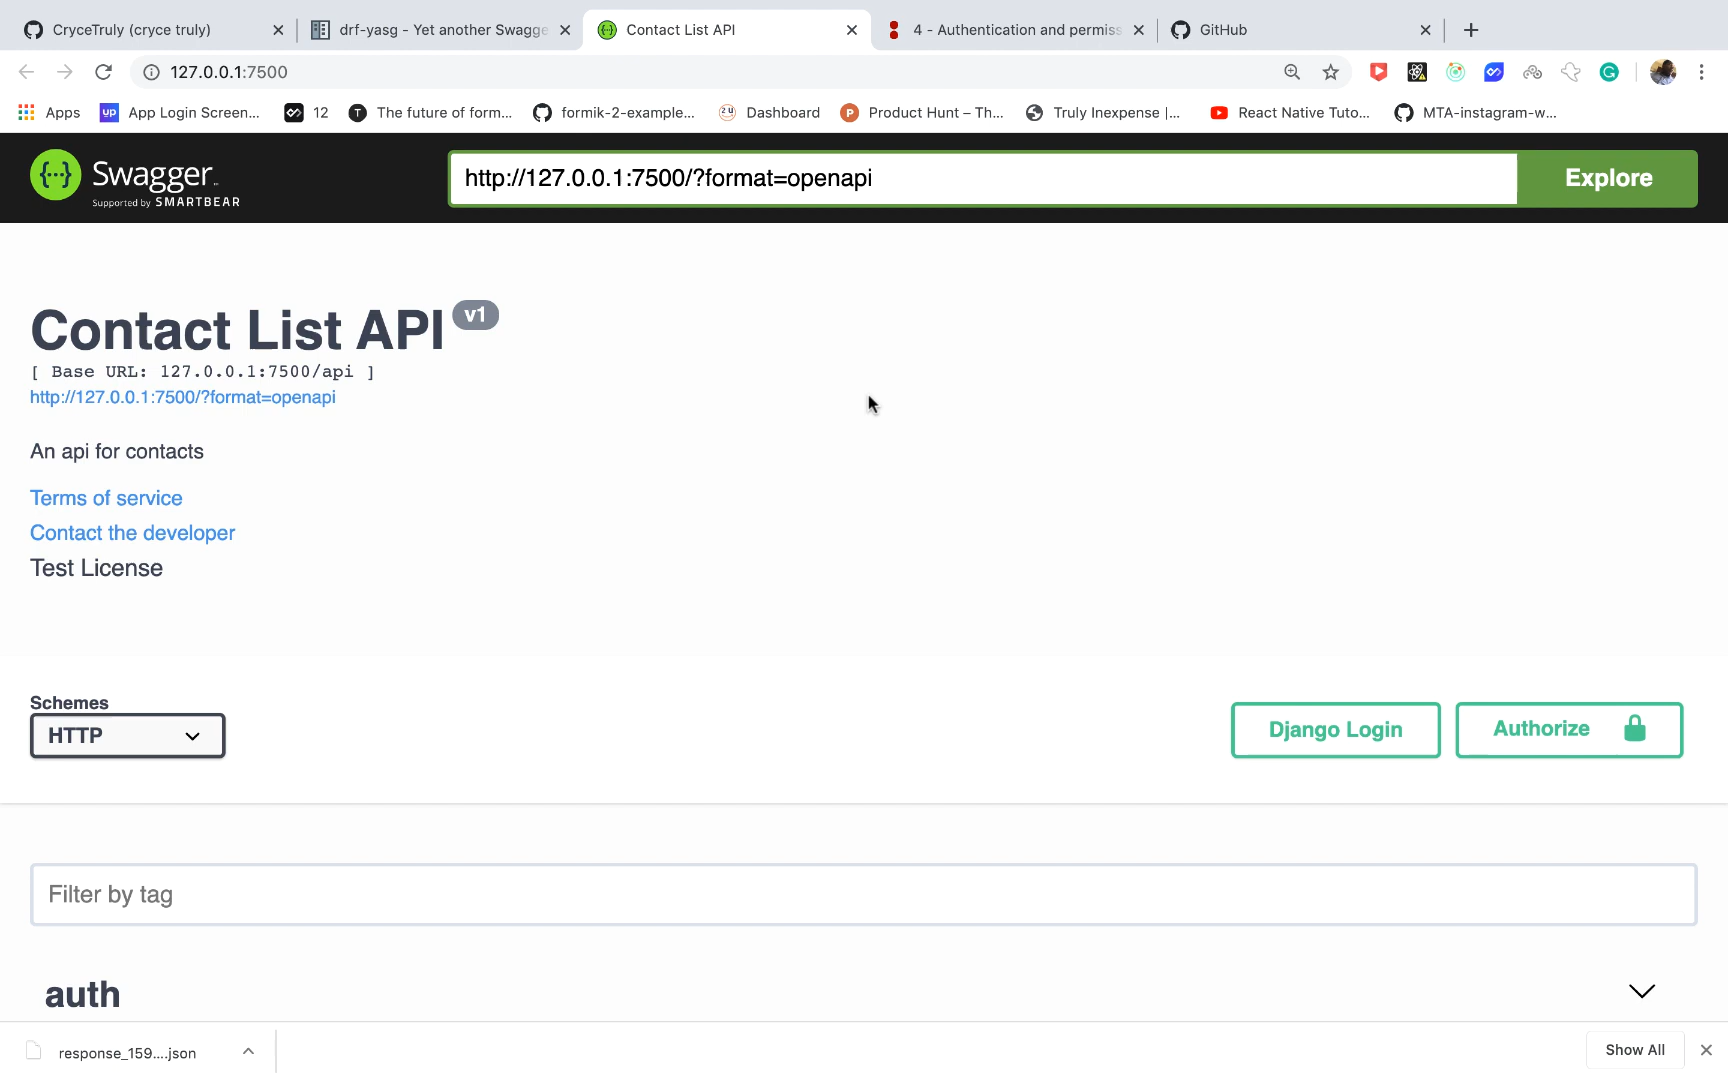 CryceTruly (cryce truly)
drf-yasg - Yet another Swagge
Contact List API
4 - Authentication and permiss
GitHub
127.0.0.1:7500
Apps
up
App Login Screen...
12
T
The future of form...
formik-2-example...
Dashboard
P
Product Hunt – Th...
Truly Inexpense |...
React Native Tuto...
MTA-instagram-w...
{···}
Swagger
Supported by SMARTBEAR
http://127.0.0.1:7500/?format=openapi
Explore
Contact List API v1
[ Base URL: 127.0.0.1:7500/api ]
http://127.0.0.1:7500/?format=openapi
An api for contacts
Terms of service
Contact the developer
Test License
Schemes
HTTP
Django Login
Authorize
Filter by tag
auth
response_159....json
Show All